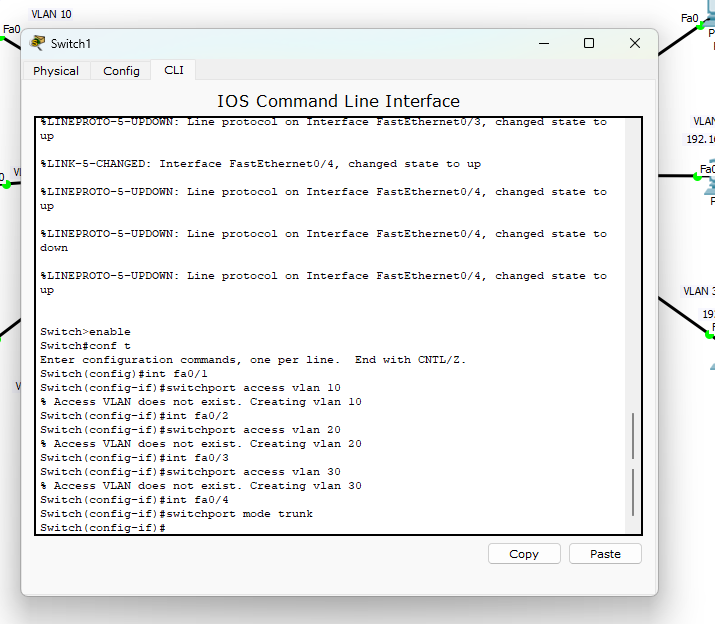 VLAN 10
Fa0
Fa0
Switch1
Physical
Config
CLI
IOS Command Line Interface
%LINEPROTO-5-UPDOWN: Line protocol on Interface FastEthernet0/3, changed state to
up
%LINK-5-CHANGED: Interface FastEthernet0/4, changed state to up
%LINEPROTO-5-UPDOWN: Line protocol on Interface FastEthernet0/4, changed state to
up
%LINEPROTO-5-UPDOWN: Line protocol on Interface FastEthernet0/4, changed state to
down
%LINEPROTO-5-UPDOWN: Line protocol on Interface FastEthernet0/4, changed state to
up
Switch>enable
Switch#conf t
Enter configuration commands, one per line.  End with CNTL/Z.
Switch(config)#int fa0/1
Switch(config-if)#switchport access vlan 10
% Access VLAN does not exist. Creating vlan 10
Switch(config-if)#int fa0/2
Switch(config-if)#switchport access vlan 20
% Access VLAN does not exist. Creating vlan 20
Switch(config-if)#int fa0/3
Switch(config-if)#switchport access vlan 30
% Access VLAN does not exist. Creating vlan 30
Switch(config-if)#int fa0/4
Switch(config-if)#switchport mode trunk
Switch(config-if)#
Copy
Paste
VLAN
192.16
Fa0
VLAN 3